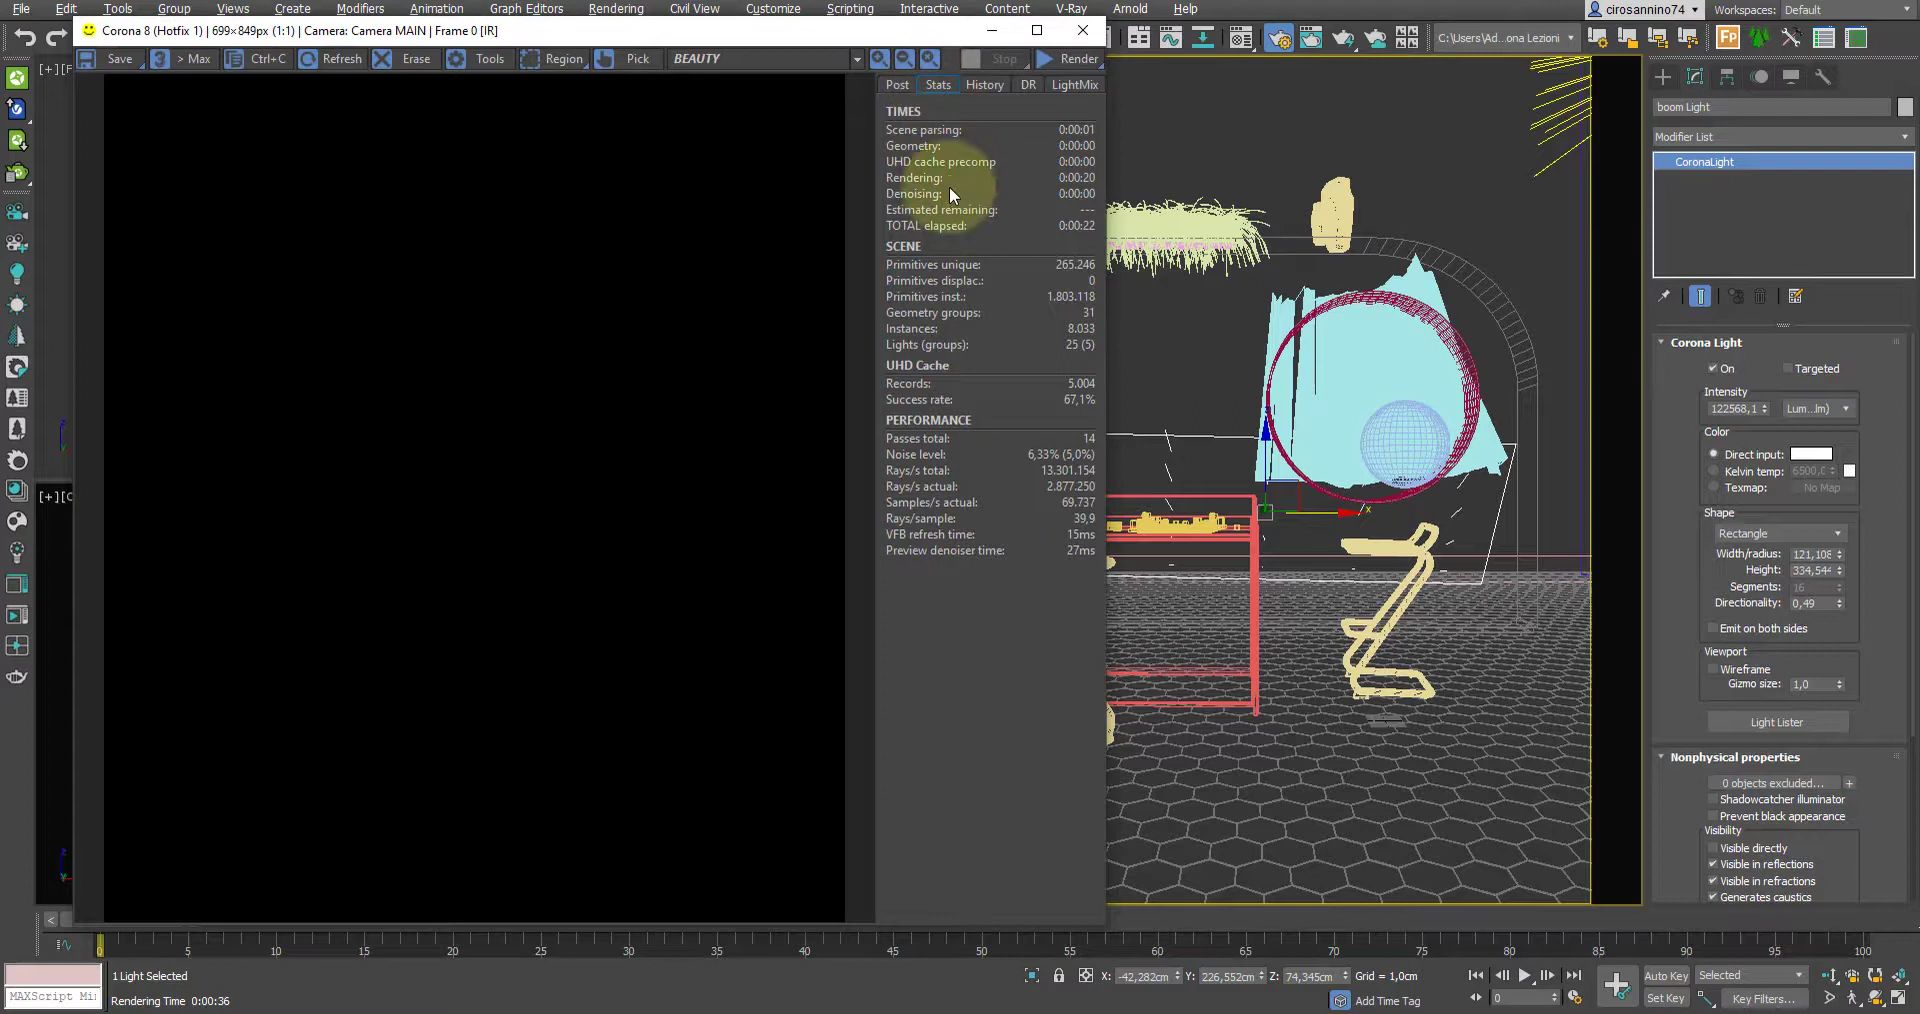 File Edit Tools Group Views Create Modifiers Animation Graph Editors Rendering Civil View Customize Scripting Interactive Content V-Ray Arnold Help
cirosannino74
Workspaces: Default
Corona 8 (Hotfix 1) | 699×849px (1:1) | Camera: Camera MAIN | Frame 0 [IR]
Save > Max Ctrl+C Refresh Erase Tools Region Pick BEAUTY Stop Render
C:\Users\Ad...ona Lezioni
Post Stats History DR LightMix
TIMES
Scene parsing: 0:00:01
Geometry: 0:00:00
UHD cache precomp 0:00:00
Rendering: 0:00:20
Denoising: 0:00:00
Estimated remaining: ---
TOTAL elapsed: 0:00:22
SCENE
Primitives unique: 265.246
Primitives displac.: 0
Primitives inst.: 1.803.118
Geometry groups: 31
Instances: 8.033
Lights (groups): 25 (5)
UHD Cache
Records: 5.004
Success rate: 67,1%
PERFORMANCE
Passes total: 14
Noise level: 6,33% (5,0%)
Rays/s total: 13.301.154
Rays/s actual: 2.877.250
Samples/s actual: 69.737
Rays/sample: 39,9
VFB refresh time: 15ms
Preview denoiser time: 27ms
x
boom Light
Modifier List
CoronaLight
Corona Light
On Targeted
Intensity
122568,1 Lum...lm)
Color
Direct input:
Kelvin temp: 6500,0
Texmap: No Map
Shape
Rectangle
Width/radius: 121,108
Height: 334,544
Segments: 16
Directionality: 0,49
Emit on both sides
Viewport
Wireframe
Gizmo size: 1,0
Light Lister
Nonphysical properties
0 objects excluded... +
Shadowcatcher illuminator
Prevent black appearance
Visibility
Visible directly
Visible in reflections
Visible in refractions
Generates caustics
0 5 10 15 20 25 30 35 40 45 50 55 60 65 70 75 80 85 90 95 100
1 Light Selected
X: -42,282cm Y: 226,552cm Z: 74,345cm Grid = 1,0cm
Auto Key Selected
MAXScript Mi
Rendering Time 0:00:36
Add Time Tag
0
Set Key Key Filters...